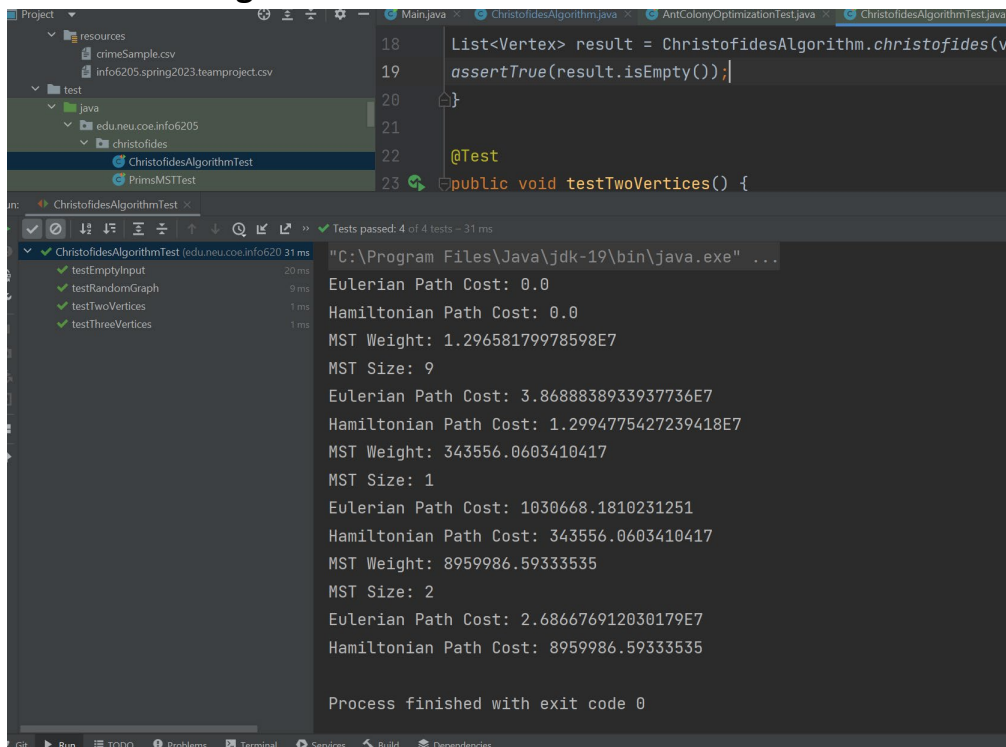 Project
Main.java
ChristofidesAlgorithm.java
AntColonyOptimizationTest.java
ChristofidesAlgorithmTest.java
resources
crimeSample.csv
info6205.spring2023.teamproject.csv
test
java
edu.neu.coe.info6205
christofides
ChristofidesAlgorithmTest
PrimsMSTTest
18 List<Vertex> result = ChristofidesAlgorithm.christofides(v
19 assertTrue(result.isEmpty());
20 }
21
22 @Test
23 public void testTwoVertices() {
un: ChristofidesAlgorithmTest
Tests passed: 4 of 4 tests – 31 ms
ChristofidesAlgorithmTest (edu.neu.coe.info620 31 ms
testEmptyInput 20 ms
testRandomGraph 9 ms
testTwoVertices 1 ms
testThreeVertices 1 ms
"C:\Program Files\Java\jdk-19\bin\java.exe" ...
Eulerian Path Cost: 0.0
Hamiltonian Path Cost: 0.0
MST Weight: 1.29658179978598E7
MST Size: 9
Eulerian Path Cost: 3.8688838933937736E7
Hamiltonian Path Cost: 1.2994775427239418E7
MST Weight: 343556.0603410417
MST Size: 1
Eulerian Path Cost: 1030668.1810231251
Hamiltonian Path Cost: 343556.0603410417
MST Weight: 8959986.59333535
MST Size: 2
Eulerian Path Cost: 2.686676912030179E7
Hamiltonian Path Cost: 8959986.59333535
Process finished with exit code 0
Git Run TODO Problems Terminal Services Build Dependencies